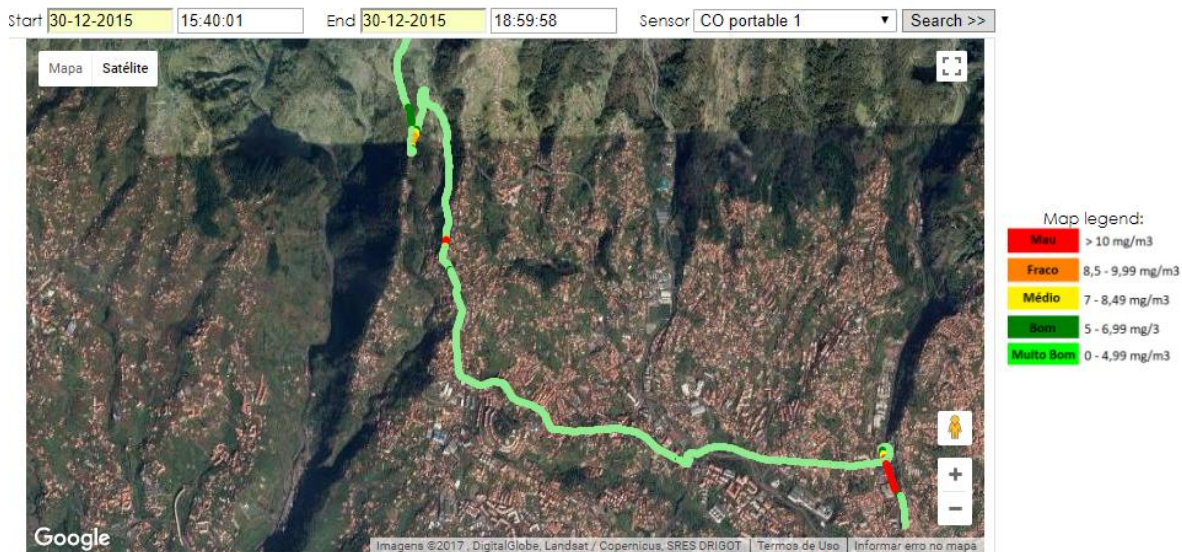 Start 30-12-2015 15:40:01 End 30-12-2015 18:59:58 Sensor CO portable 1 Search >>
Mapa Satélite
Map legend:
Mau > 10 mg/m3
Fraco 8,5 - 9,99 mg/m3
Médio 7 - 8,49 mg/m3
Bom 5 - 6,99 mg/3
Muito Bom 0 - 4,99 mg/m3
+
−
Google
Imagens ©2017 , DigitalGlobe, Landsat / Copernicus, SRES DRIGOT Termos de Uso Informar erro no mapa